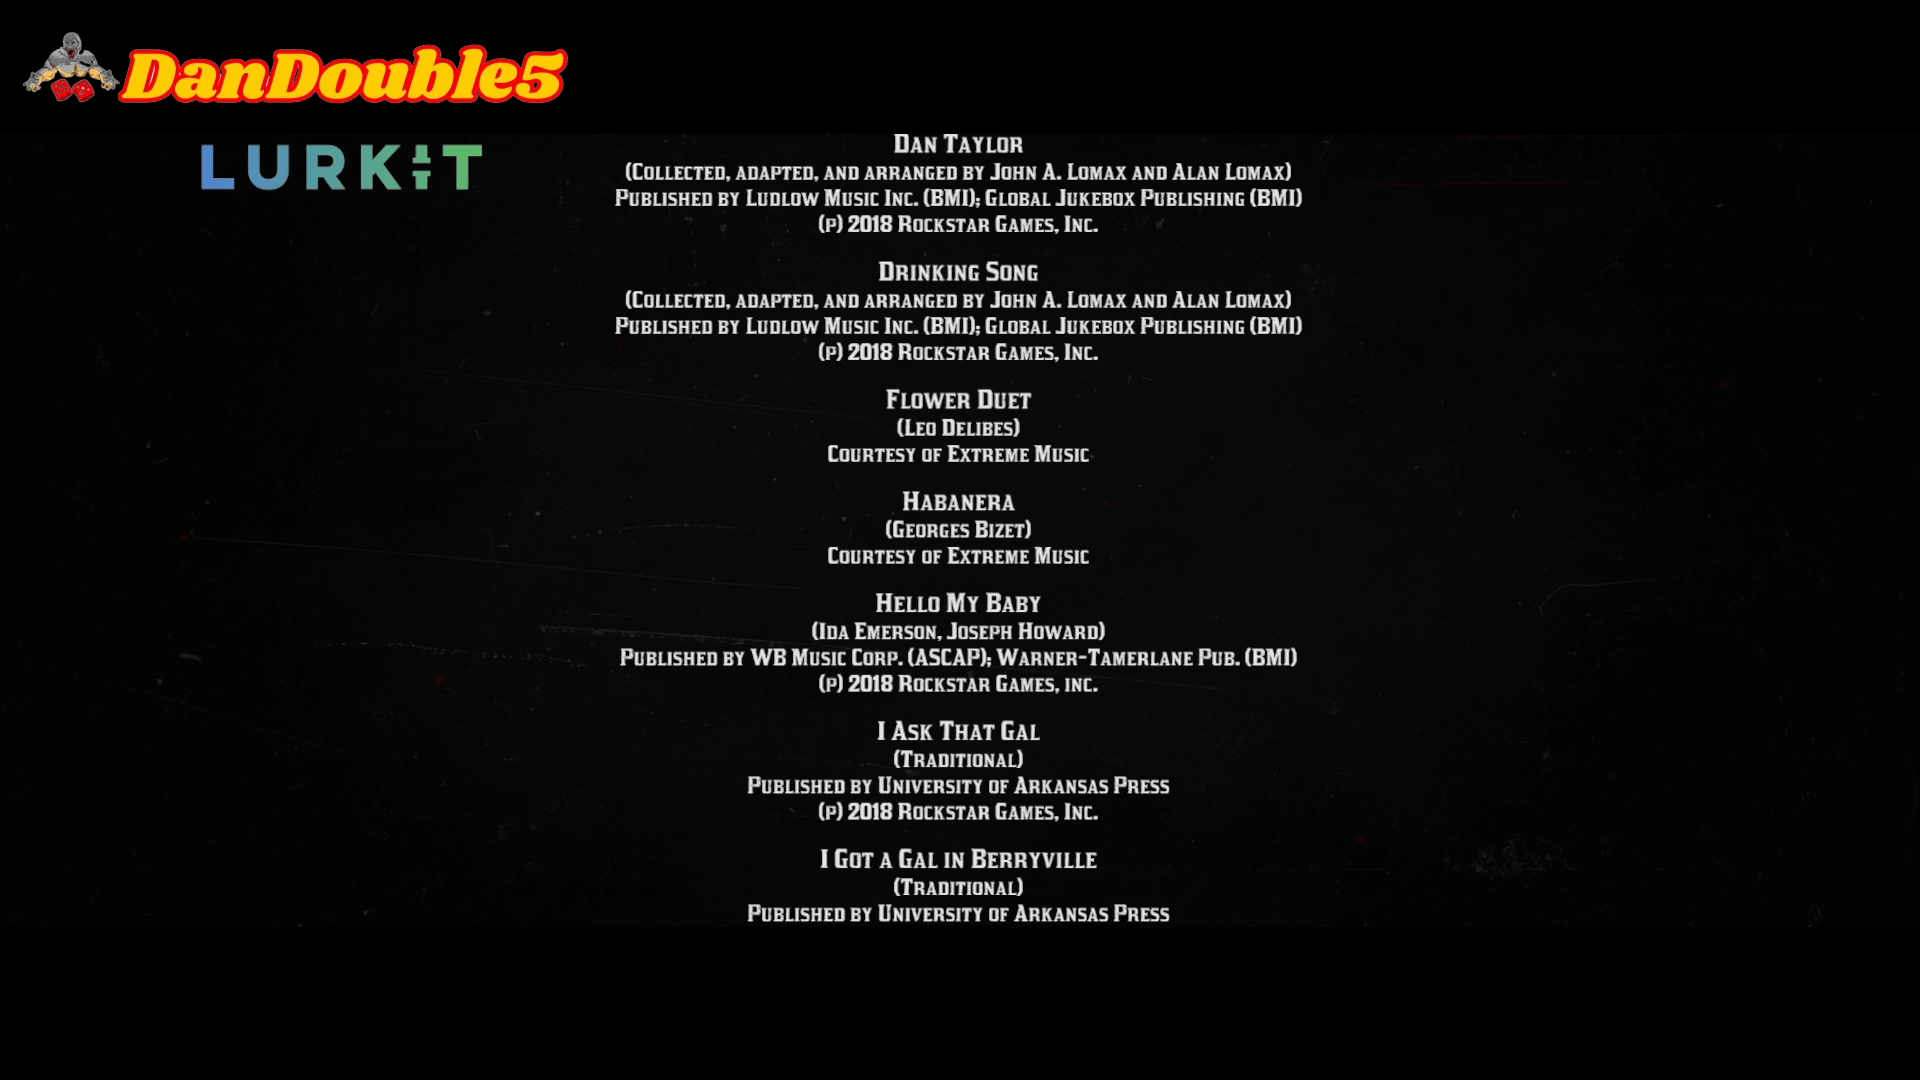 DanDouble5
LURKIT
Dan Taylor
(Collected, adapted, and arranged by John A. Lomax and Alan Lomax)
Published by Ludlow Music Inc. (BMI); Global Jukebox Publishing (BMI)
(P) 2018 Rockstar Games, Inc.
Drinking Song
(Collected, adapted, and arranged by John A. Lomax and Alan Lomax)
Published by Ludlow Music Inc. (BMI); Global Jukebox Publishing (BMI)
(P) 2018 Rockstar Games, Inc.
Flower Duet
(Leo Delibes)
Courtesy of Extreme Music
Habanera
(Georges Bizet)
Courtesy of Extreme Music
Hello My Baby
(Ida Emerson, Joseph Howard)
Published by WB Music Corp. (ASCAP); Warner-Tamerlane Pub. (BMI)
(P) 2018 Rockstar Games, inc.
I Ask That Gal
(Traditional)
Published by University of Arkansas Press
(P) 2018 Rockstar Games, Inc.
I Got a Gal in Berryville
(Traditional)
Published by University of Arkansas Press